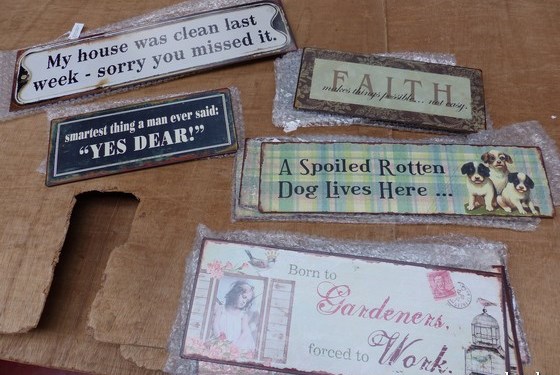 My house was clean last
week - sorry you missed it.
FAITH
makes things possible... not easy.
smartest thing a man ever said:
"YES DEAR!"
A Spoiled Rotten
Dog Lives Here ...
Born to
Gardeners,
forced to Work.